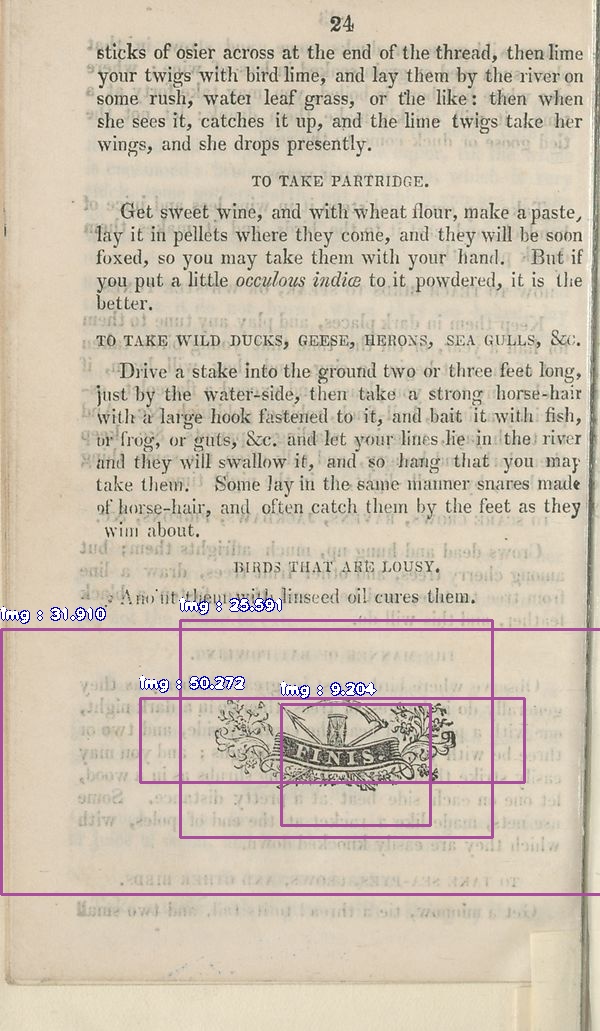 24
sticks of osier across at the end of the thread, then lime
your twigs with bird lime, and lay them by the river on
some rush, water leaf grass, or the like: then when
she sees it, catches it up, and the lime twigs take her
wings, and she drops presently.
TO TAKE PARTRIDGE.
Get sweet wine, and with wheat flour, make a paste,
lay it in pellets where they come, and they will be soon
foxed, so you may take them with your hand. But if
you put a little occulous indice to it powdered, it is the
better.
TO TAKE WILD DUCKS, GEESE, HERONS, SEA GULLS, &c.
Drive a stake into the ground two or three feet long,
just by the water-side, then take a strong horse-hair
with a large hook fastened to it, and bait it with fish,
or frog, or guts, &c. and let your lines lie in the river
and they will swallow it, and so hang that you may
take them. Some lay in the same manner snares made
of horse-hair, and often catch them by the feet as they
wim about.
BIRDS THAT ARE LOUSY.
Anoint them with linseed oil cures them.
img : 31.910
img : 25.591
img : 50.272
img : 9.204
FINIS.